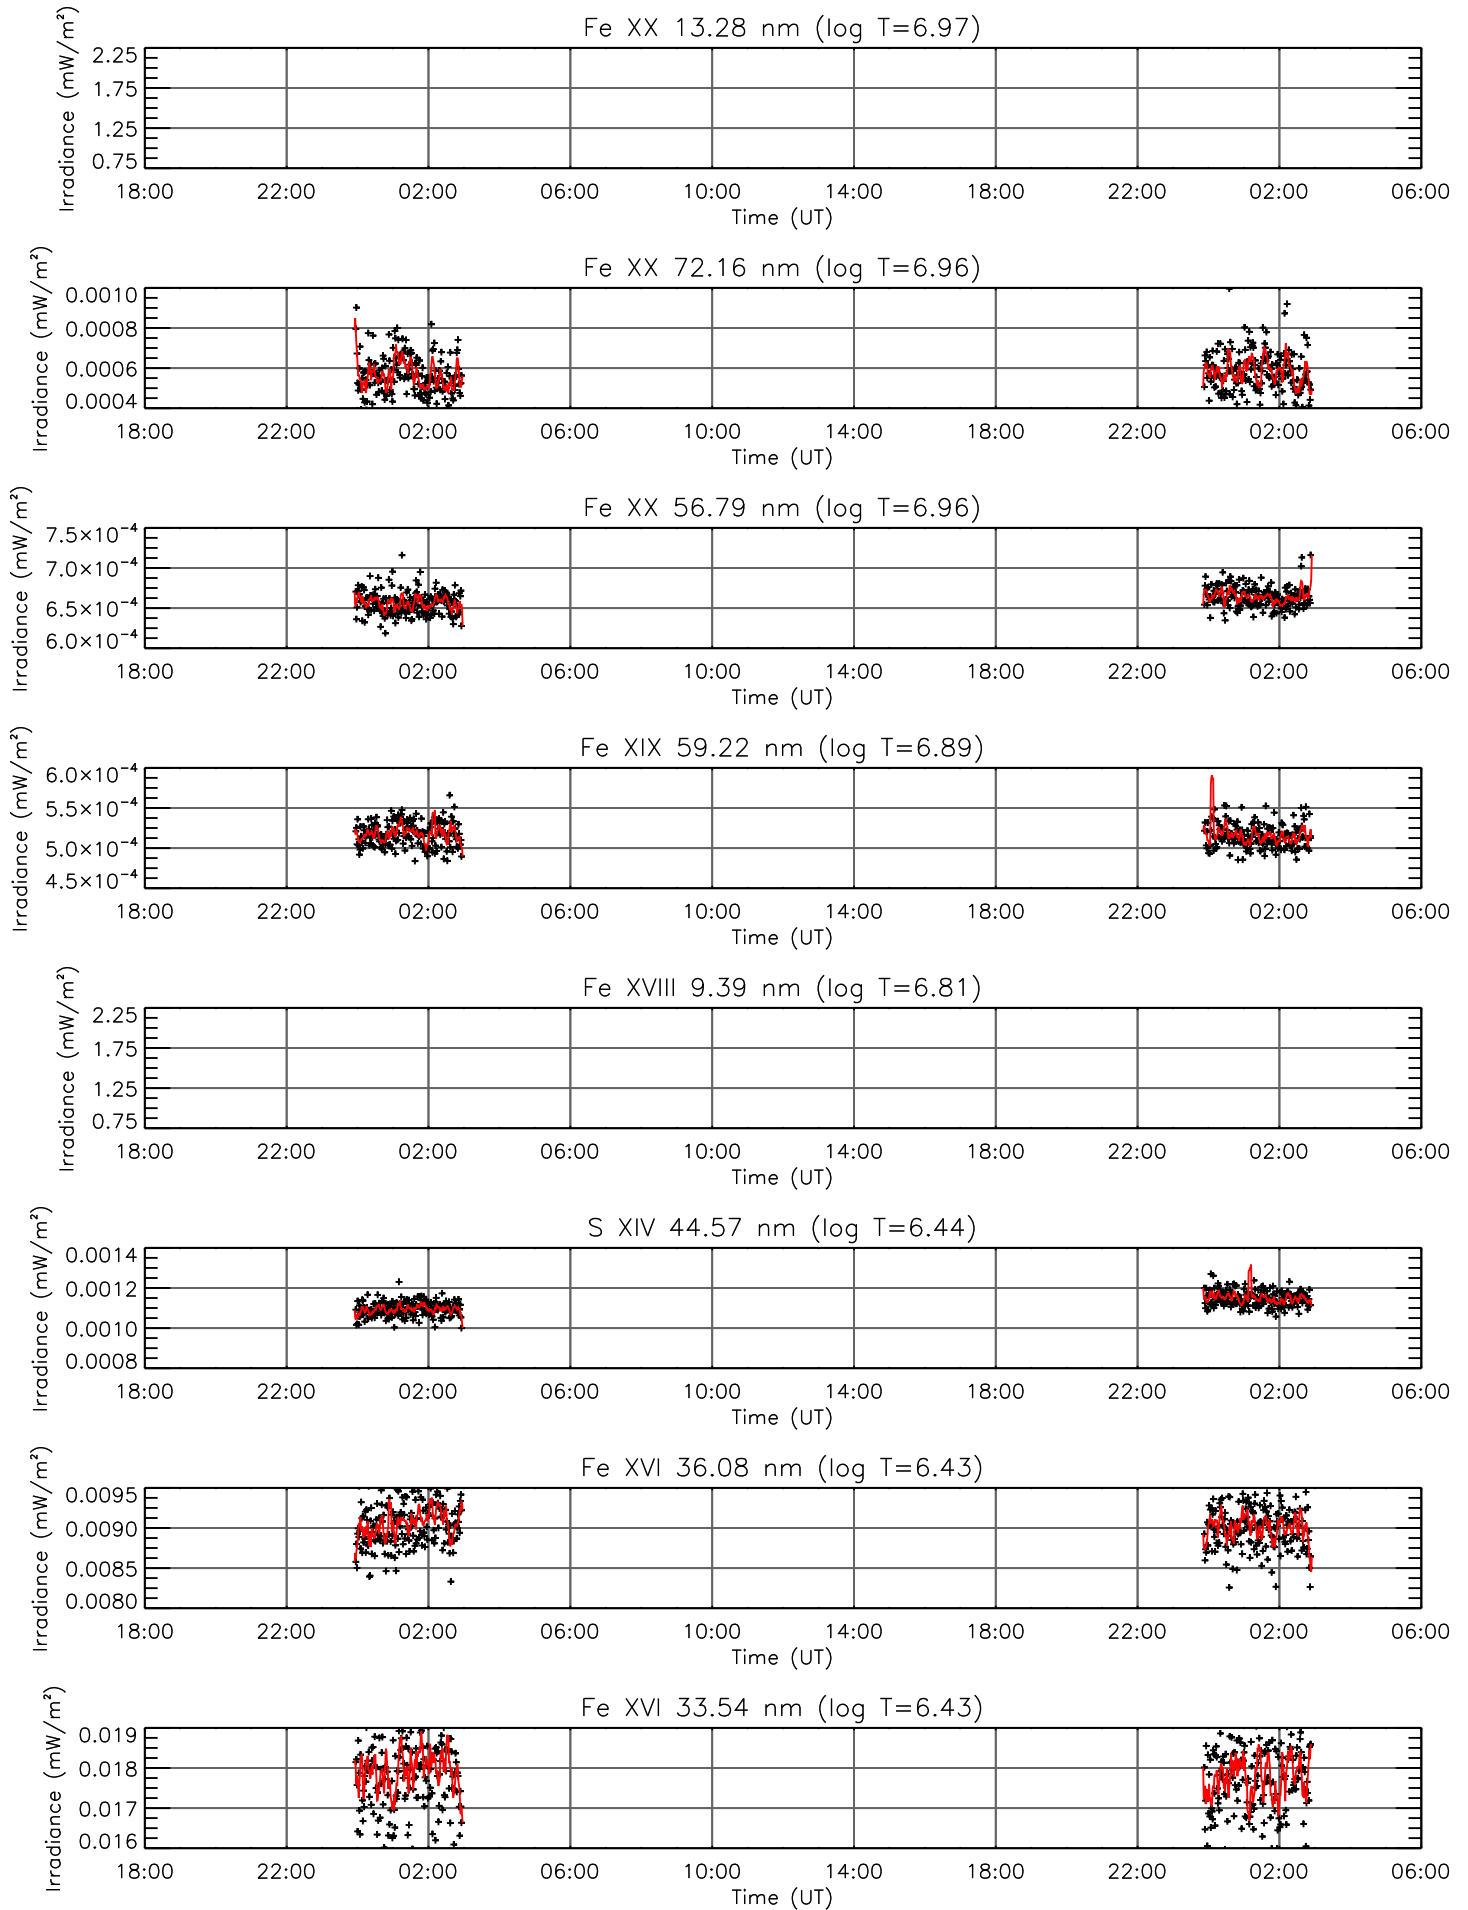 Fe XX 13.28 nm (log T=6.97)
Irradiance (mW/m²)
2.25
1.75
1.25
0.75
18:00 22:00 02:00 06:00 10:00 14:00 18:00 22:00 02:00 06:00
Time (UT)
Fe XX 72.16 nm (log T=6.96)
Irradiance (mW/m²)
0.0010
0.0008
0.0006
0.0004
18:00 22:00 02:00 06:00 10:00 14:00 18:00 22:00 02:00 06:00
Time (UT)
Fe XX 56.79 nm (log T=6.96)
Irradiance (mW/m²)
7.5×10⁻⁴
7.0×10⁻⁴
6.5×10⁻⁴
6.0×10⁻⁴
18:00 22:00 02:00 06:00 10:00 14:00 18:00 22:00 02:00 06:00
Time (UT)
Fe XIX 59.22 nm (log T=6.89)
Irradiance (mW/m²)
6.0×10⁻⁴
5.5×10⁻⁴
5.0×10⁻⁴
4.5×10⁻⁴
18:00 22:00 02:00 06:00 10:00 14:00 18:00 22:00 02:00 06:00
Time (UT)
Fe XVIII 9.39 nm (log T=6.81)
Irradiance (mW/m²)
2.25
1.75
1.25
0.75
18:00 22:00 02:00 06:00 10:00 14:00 18:00 22:00 02:00 06:00
Time (UT)
S XIV 44.57 nm (log T=6.44)
Irradiance (mW/m²)
0.0014
0.0012
0.0010
0.0008
18:00 22:00 02:00 06:00 10:00 14:00 18:00 22:00 02:00 06:00
Time (UT)
Fe XVI 36.08 nm (log T=6.43)
Irradiance (mW/m²)
0.0095
0.0090
0.0085
0.0080
18:00 22:00 02:00 06:00 10:00 14:00 18:00 22:00 02:00 06:00
Time (UT)
Fe XVI 33.54 nm (log T=6.43)
Irradiance (mW/m²)
0.019
0.018
0.017
0.016
18:00 22:00 02:00 06:00 10:00 14:00 18:00 22:00 02:00 06:00
Time (UT)